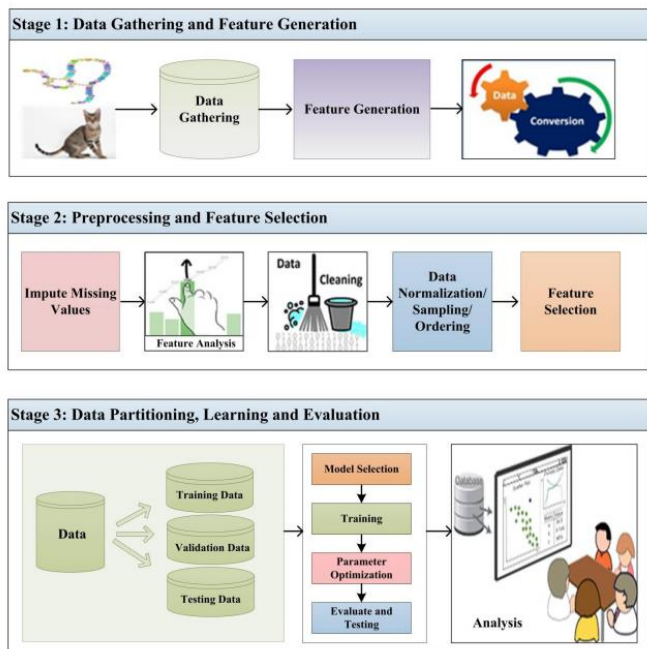 Stage 1: Data Gathering and Feature Generation
Data
Gathering
Feature Generation
Data
Conversion
Stage 2: Preprocessing and Feature Selection
Impute Missing
Values
Feature Analysis
Data
Cleaning
Data
Normalization/
Sampling/
Ordering
Feature
Selection
Stage 3: Data Partitioning, Learning and Evaluation
Data
Training Data
Validation Data
Testing Data
Model Selection
Training
Parameter
Optimization
Evaluate and
Testing
Database
Analysis